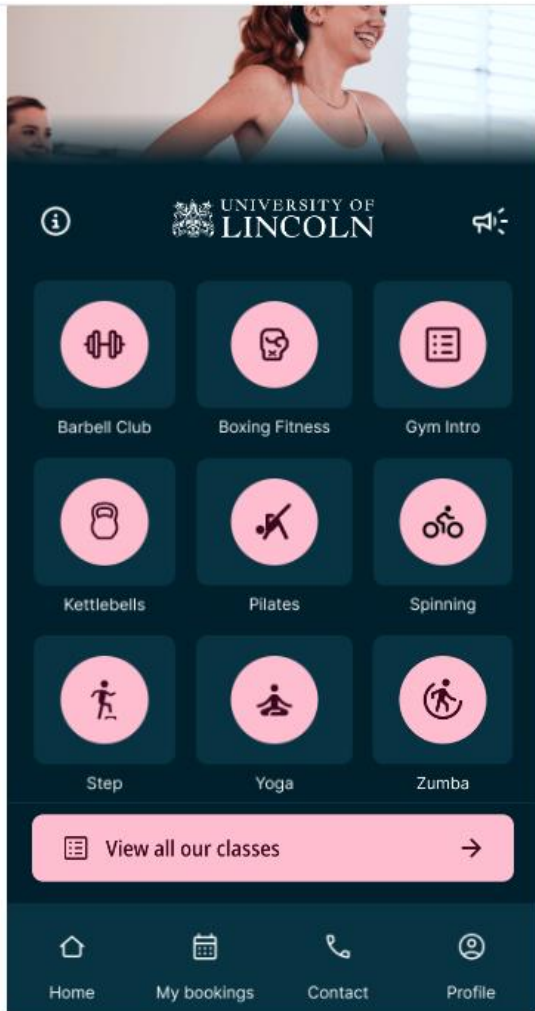 UNIVERSITY OF
LINCOLN
Barbell Club
Boxing Fitness
Gym Intro
Kettlebells
Pilates
Spinning
Step
Yoga
Zumba
View all our classes
Home
My bookings
Contact
Profile